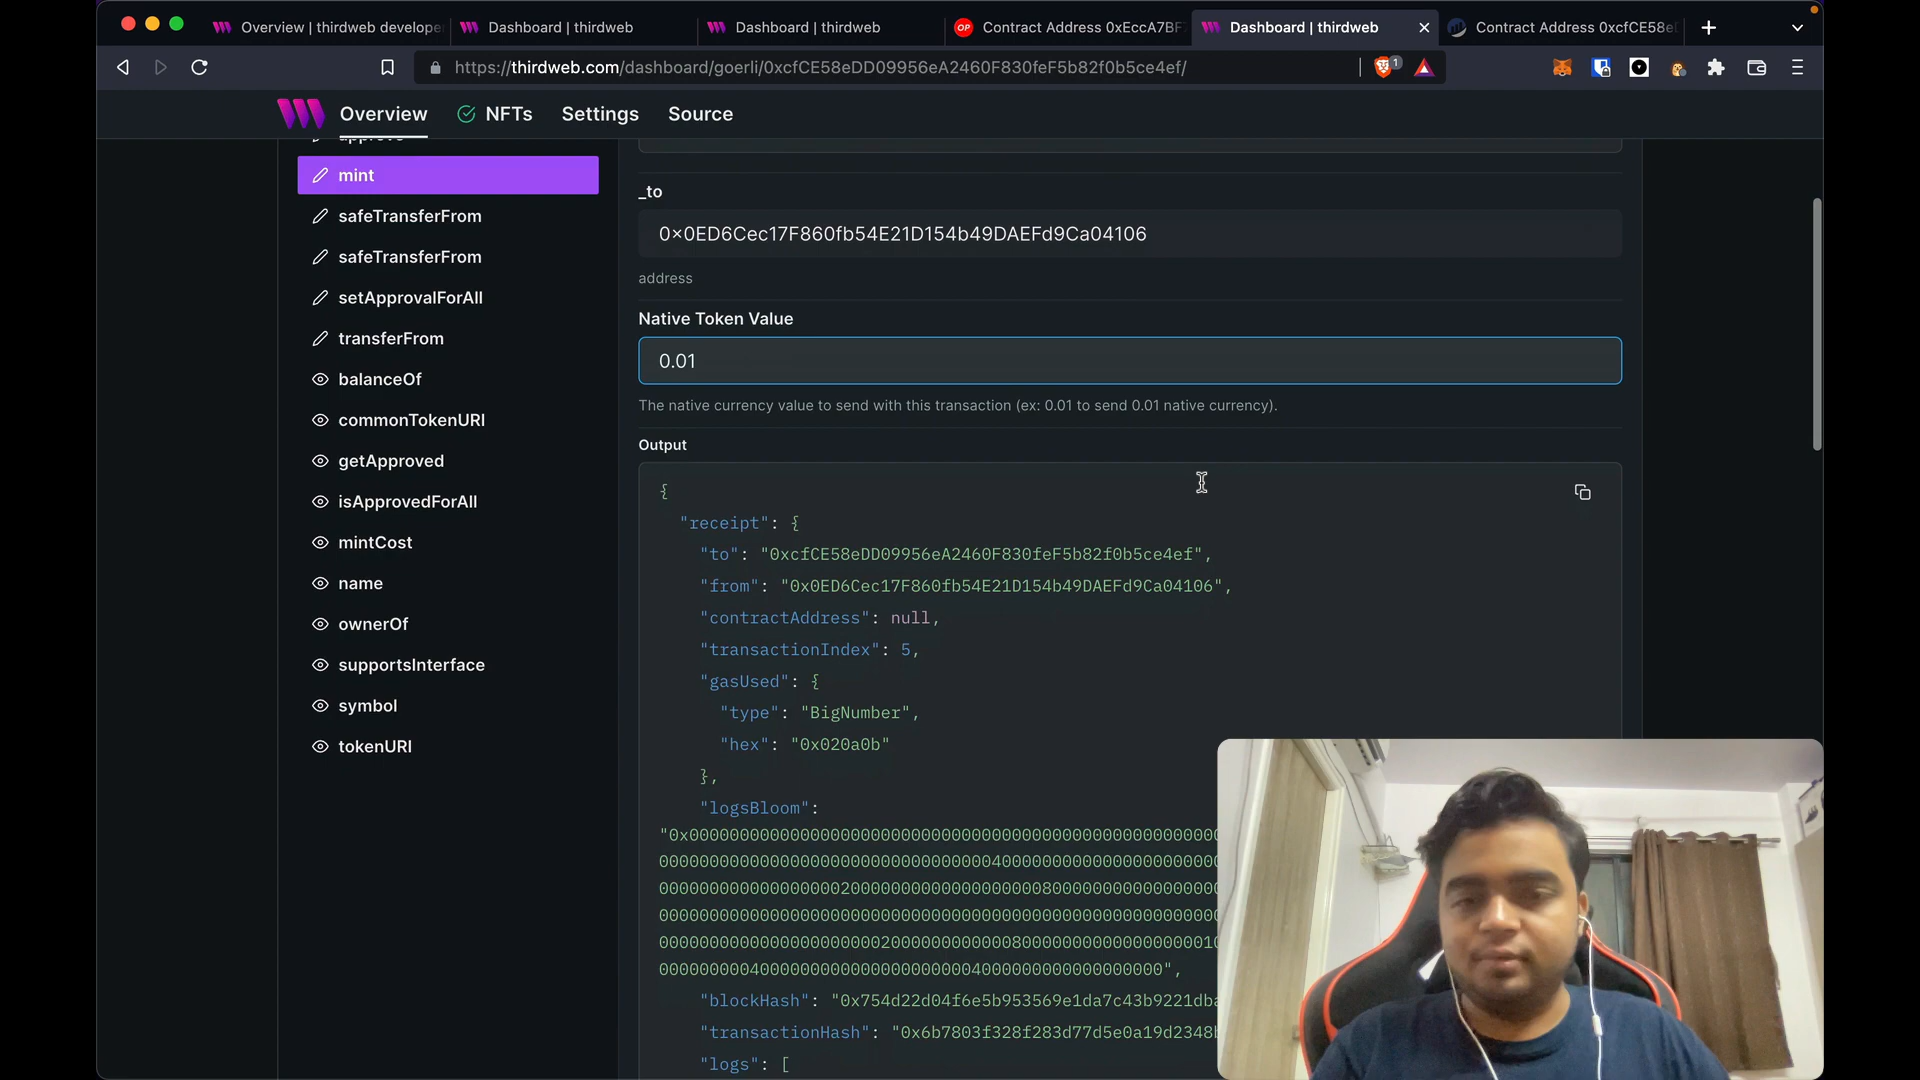 Overview | thirdweb develope
Dashboard | thirdweb
Dashboard | thirdweb
OP
Contract Address 0xEccA7BF
Dashboard | thirdweb
Contract Address 0xcfCE58e
https://thirdweb.com/dashboard/goerli/0xcfCE58eDD09956eA2460F830feF5b82f0b5ce4ef/
1
Overview
NFTs
Settings
Source
mint
safeTransferFrom
safeTransferFrom
setApprovalForAll
transferFrom
balanceOf
commonTokenURI
getApproved
isApprovedForAll
mintCost
name
ownerOf
supportsInterface
symbol
tokenURI
_to
0x0ED6Cec17F860fb54E21D154b49DAEFd9Ca04106
address
Native Token Value
0.01
The native currency value to send with this transaction (ex: 0.01 to send 0.01 native currency).
Output
{
"receipt": {
"to": "0xcfCE58eDD09956eA2460F830feF5b82f0b5ce4ef",
"from": "0x0ED6Cec17F860fb54E21D154b49DAEFd9Ca04106",
"contractAddress": null,
"transactionIndex": 5,
"gasUsed": {
"type": "BigNumber",
"hex": "0x020a0b"
},
"logsBloom":
"blockHash": "0x754d22d04f6e5b953569e1da7c43b9221dba
"transactionHash": "0x6b7803f328f283d77d5e0a19d2348b
"logs": [